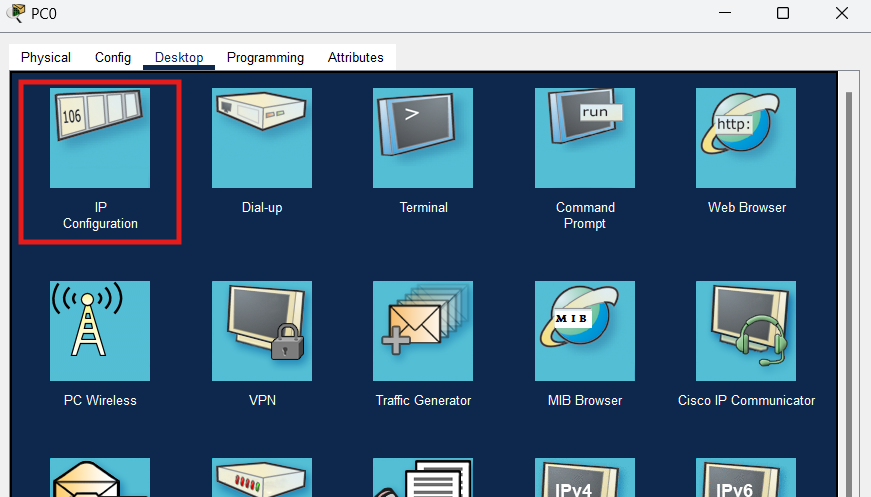 PC0
Physical Config Desktop Programming Attributes
106
>
run
http:
IP
Configuration
Dial-up
Terminal
Command
Prompt
Web Browser
MIB
PC Wireless
VPN
Traffic Generator
MIB Browser
Cisco IP Communicator
IPv4
IPv6